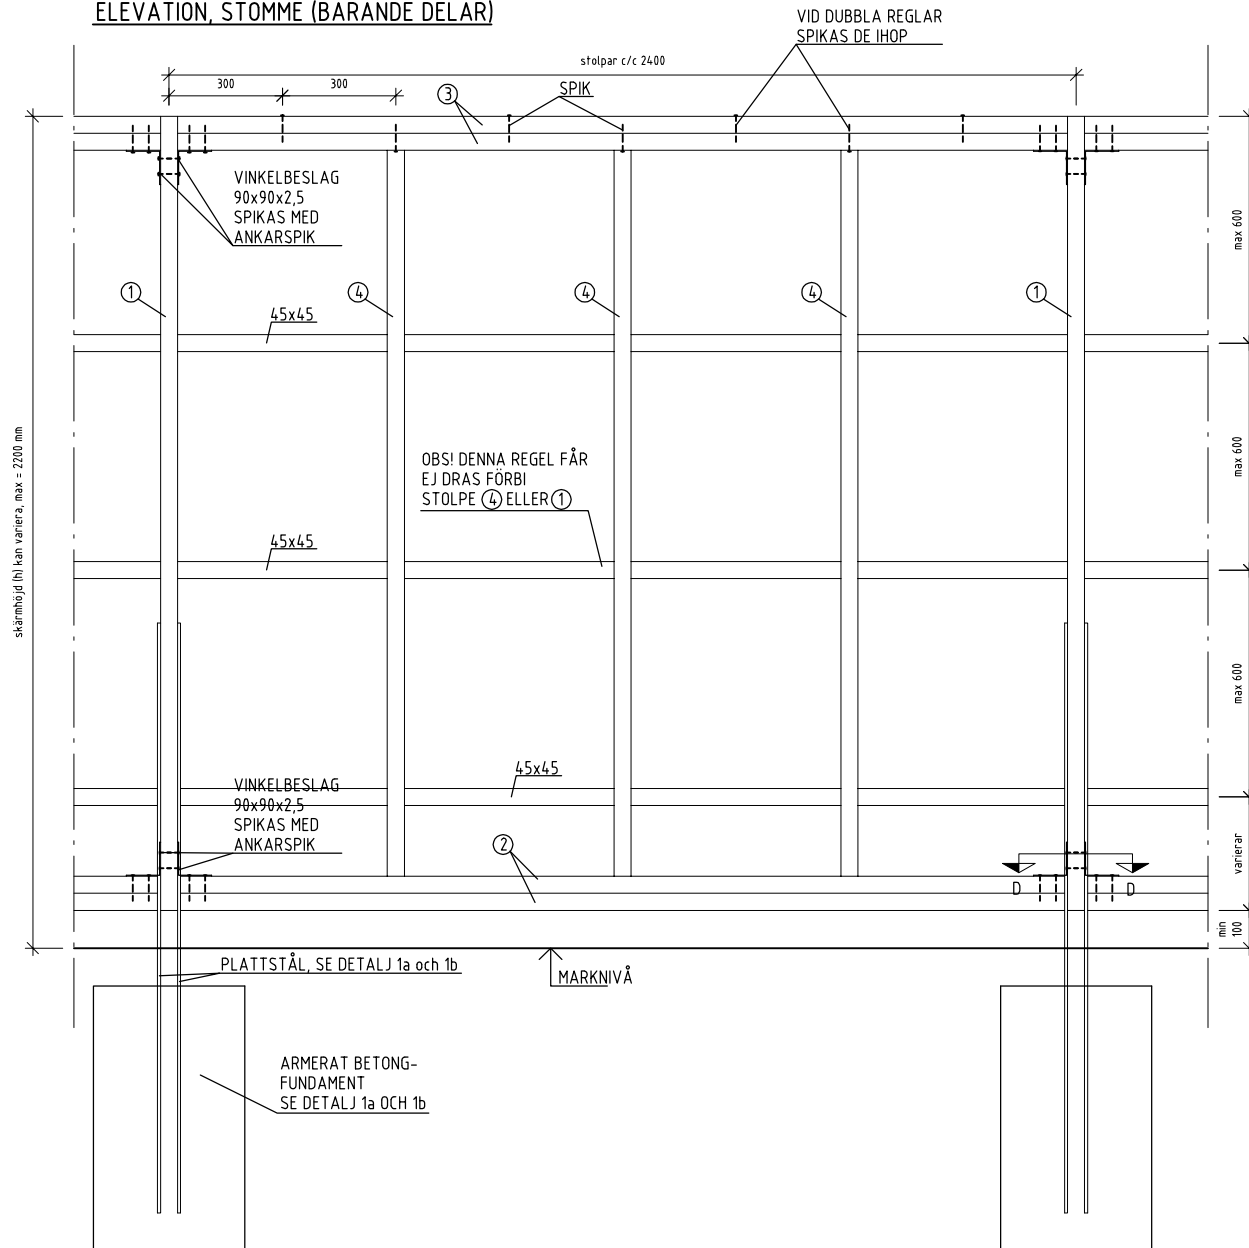 ELEVATION, STOMME (BÄRANDE DELAR)
VID DUBBLA REGLAR
SPIKAS DE IHOP
stolpar c/c 2400
300
300
3
SPIK
VINKELBESLAG
90x90x2,5
SPIKAS MED
ANKARSPIK
max 600
1
4
4
4
1
45x45
skärmhöjd (h) kan variera, max = 2200 mm
OBS! DENNA REGEL FÅR
EJ DRAS FÖRBI
STOLPE 4 ELLER 1
max 600
45x45
max 600
45x45
VINKELBESLAG
90x90x2,5
SPIKAS MED
ANKARSPIK
2
varierar
D
D
min
100
PLATTSTÅL, SE DETALJ 1a och 1b
MARKNIVÅ
ARMERAT BETONG-
FUNDAMENT
SE DETALJ 1a OCH 1b